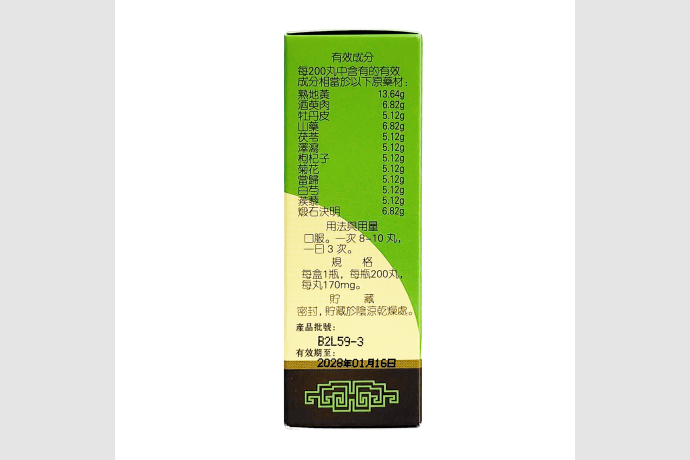 有效成分
每200丸中含有的有效
成分相當於以下原藥材:
熟地黃 13.64g
酒萸肉 6.82g
牡丹皮 5.12g
山藥 6.82g
茯苓 5.12g
澤瀉 5.12g
枸杞子 5.12g
菊花 5.12g
當歸 5.12g
白芍 5.12g
蒺藜 5.12g
煅石決明 6.82g
用法與用量
口服。一次 8-10 丸,
一日 3 次。
規 格
每盒1瓶, 每瓶200丸,
每丸170mg。
貯 藏
密封, 貯藏於陰涼乾燥處。
產品批號:
B2L59-3
有效期至:
2028年01月16日